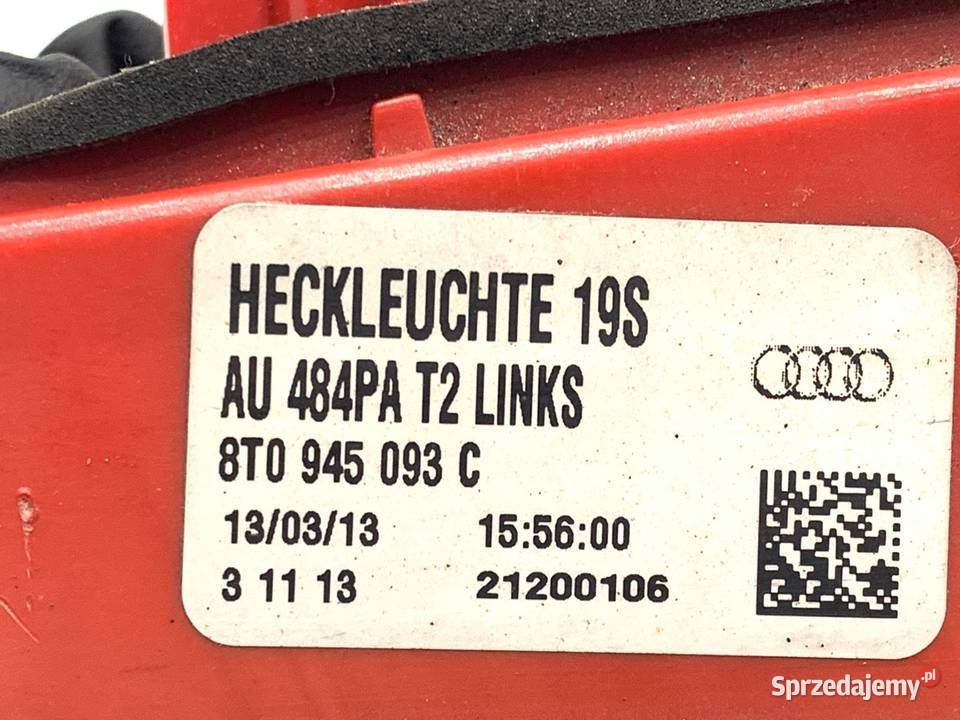 HECKLEUCHTE 19S
AU 484PA T2 LINKS
8T0 945 093 C
13/03/13 15:56:00
3 11 13 21200106
Sprzedajemy.pl